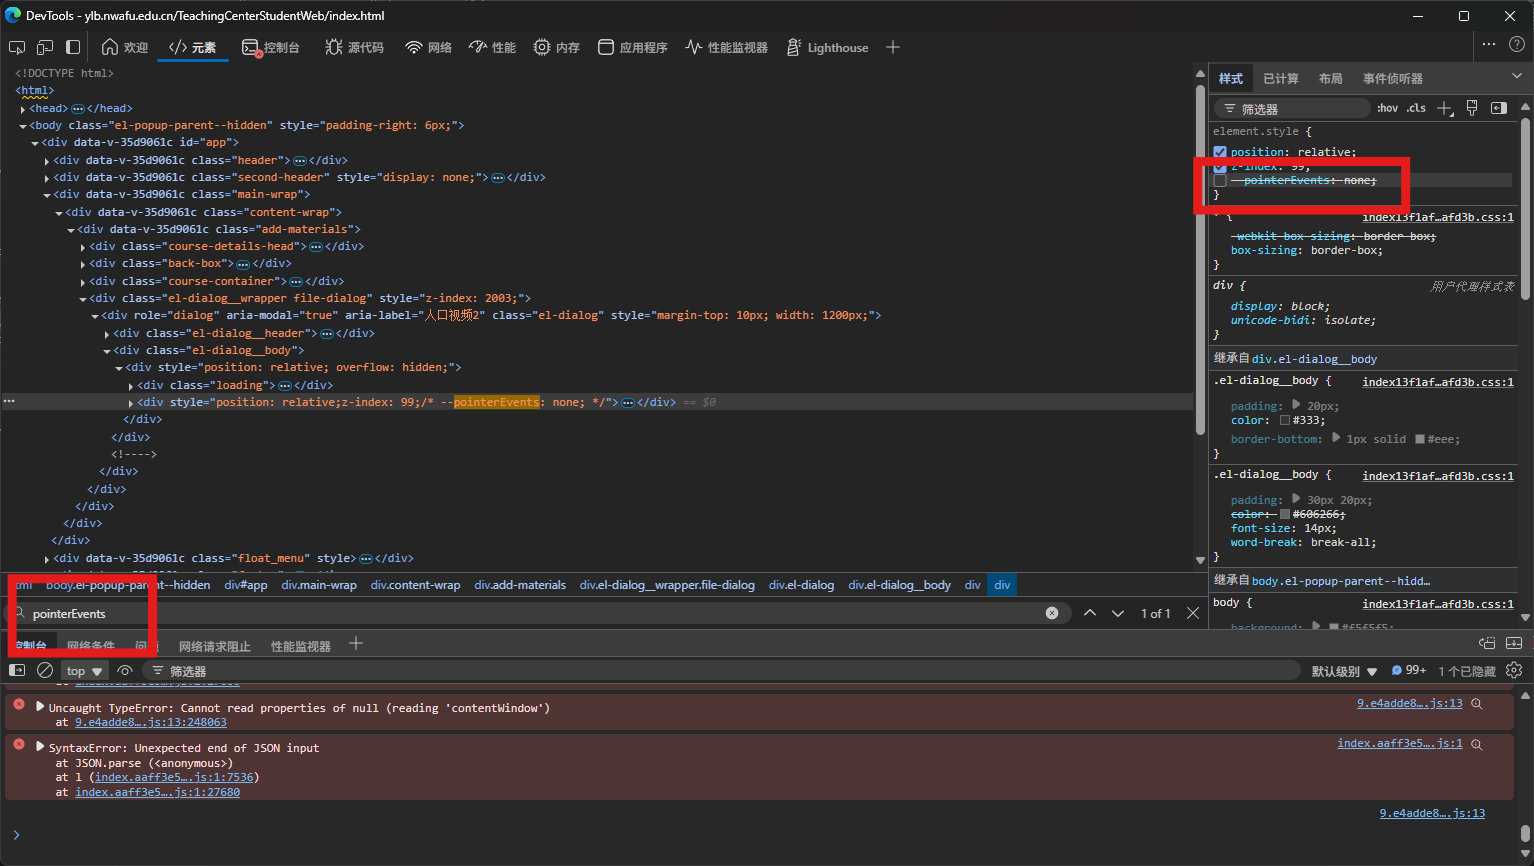 DevTools - ylb.nwafu.edu.cn/TeachingCenterStudentWeb/index.html
欢迎 </> 元素 控制台 源代码 网络 性能 内存 应用程序 性能监视器 Lighthouse
<!DOCTYPE html>
<html>
<head> ⋯ </head>
<body class="el-popup-parent--hidden" style="padding-right: 6px;">
<div data-v-35d9061c id="app">
<div data-v-35d9061c class="header"> ⋯ </div>
<div data-v-35d9061c class="second-header" style="display: none;"> ⋯ </div>
<div data-v-35d9061c class="main-wrap">
<div data-v-35d9061c class="content-wrap">
<div data-v-35d9061c class="add-materials">
<div class="course-details-head"> ⋯ </div>
<div class="back-box"> ⋯ </div>
<div class="course-container"> ⋯ </div>
<div class="el-dialog__wrapper file-dialog" style="z-index: 2003;">
<div role="dialog" aria-modal="true" aria-label="人口视频2" class="el-dialog" style="margin-top: 10px; width: 1200px;">
<div class="el-dialog__header"> ⋯ </div>
<div class="el-dialog__body">
<div style="position: relative; overflow: hidden;">
<div class="loading"> ⋯ </div>
<div style="position: relative;z-index: 99;/* --pointerEvents: none; */"> ⋯ </div> == $0
</div>
</div>
<!---->
</div>
</div>
</div>
</div>
</div>
<div data-v-35d9061c class="float_menu" style> ⋯ </div>
body.el-popup-parent--hidden div#app div.main-wrap div.content-wrap div.add-materials div.el-dialog__wrapper.file-dialog div.el-dialog div.el-dialog__body div div
pointerEvents 1 of 1
控制台 网络条件 网络请求阻止 性能监视器
top 筛选器 默认级别 99+ 1 个已隐藏
Uncaught TypeError: Cannot read properties of null (reading 'contentWindow') 9.e4adde8….js:13
at 9.e4adde8….js:13:248063
SyntaxError: Unexpected end of JSON input index.aaff3e5….js:1
at JSON.parse (<anonymous>)
at l (index.aaff3e5….js:1:7536)
at index.aaff3e5….js:1:27680
9.e4adde8….js:13
样式 已计算 布局 事件侦听器
筛选器 :hov .cls
element.style {
position: relative;
z-index: 99;
--pointerEvents: none;
}
* { index13f1af…afd3b.css:1
-webkit-box-sizing: border-box;
box-sizing: border-box;
}
div { 用户代理样式表
display: block;
unicode-bidi: isolate;
}
继承自 div.el-dialog__body
.el-dialog__body { index13f1af…afd3b.css:1
padding: 20px;
color: #333;
border-bottom: 1px solid #eee;
}
.el-dialog__body { index13f1af…afd3b.css:1
padding: 30px 20px;
color: #606266;
font-size: 14px;
word-break: break-all;
}
继承自 body.el-popup-parent--hidd…
body { index13f1af…afd3b.css:1
background: #f5f5f5;